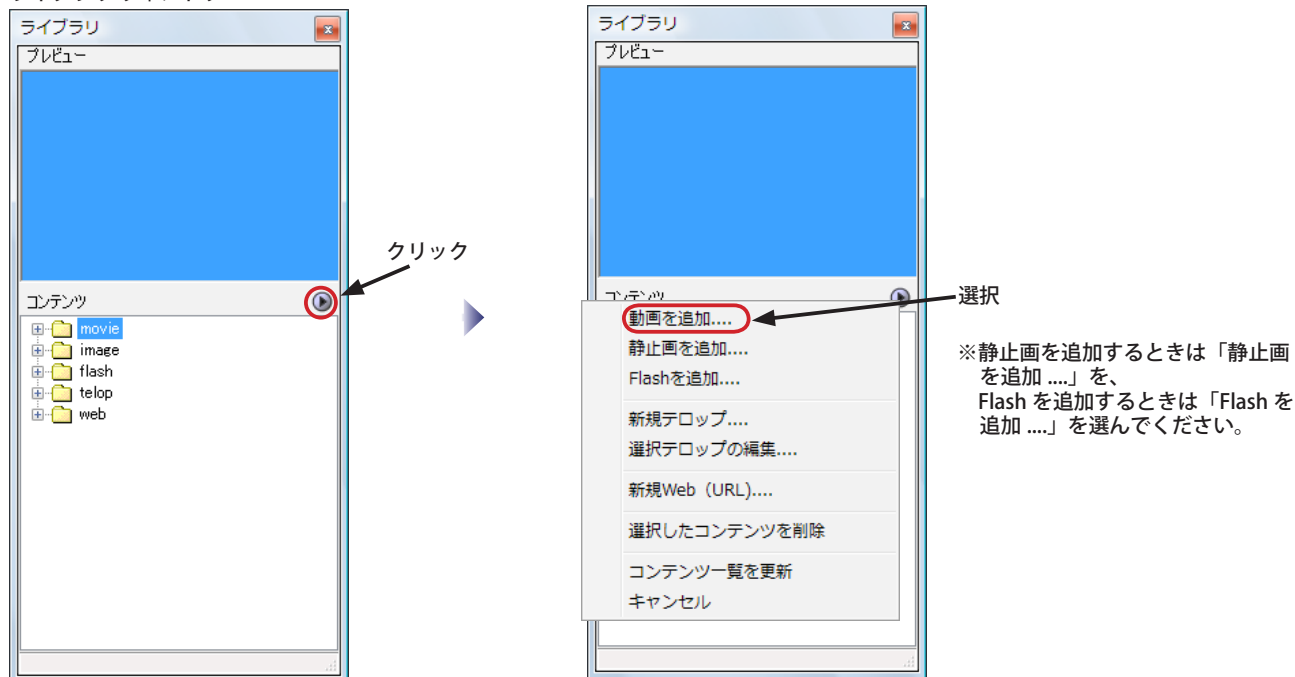 ライブラリ
プレビュー
クリック
コンテンツ
movie
image
flash
telop
web
ライブラリ
プレビュー
コンテンツ
動画を追加....
静止画を追加....
Flashを追加....
新規テロップ....
選択テロップの編集....
新規Web（URL)....
選択したコンテンツを削除
コンテンツ一覧を更新
キャンセル
選択
※静止画を追加するときは「静止画
を追加 ....」を、
Flash を追加するときは「Flash を
追加 ....」を選んでください。